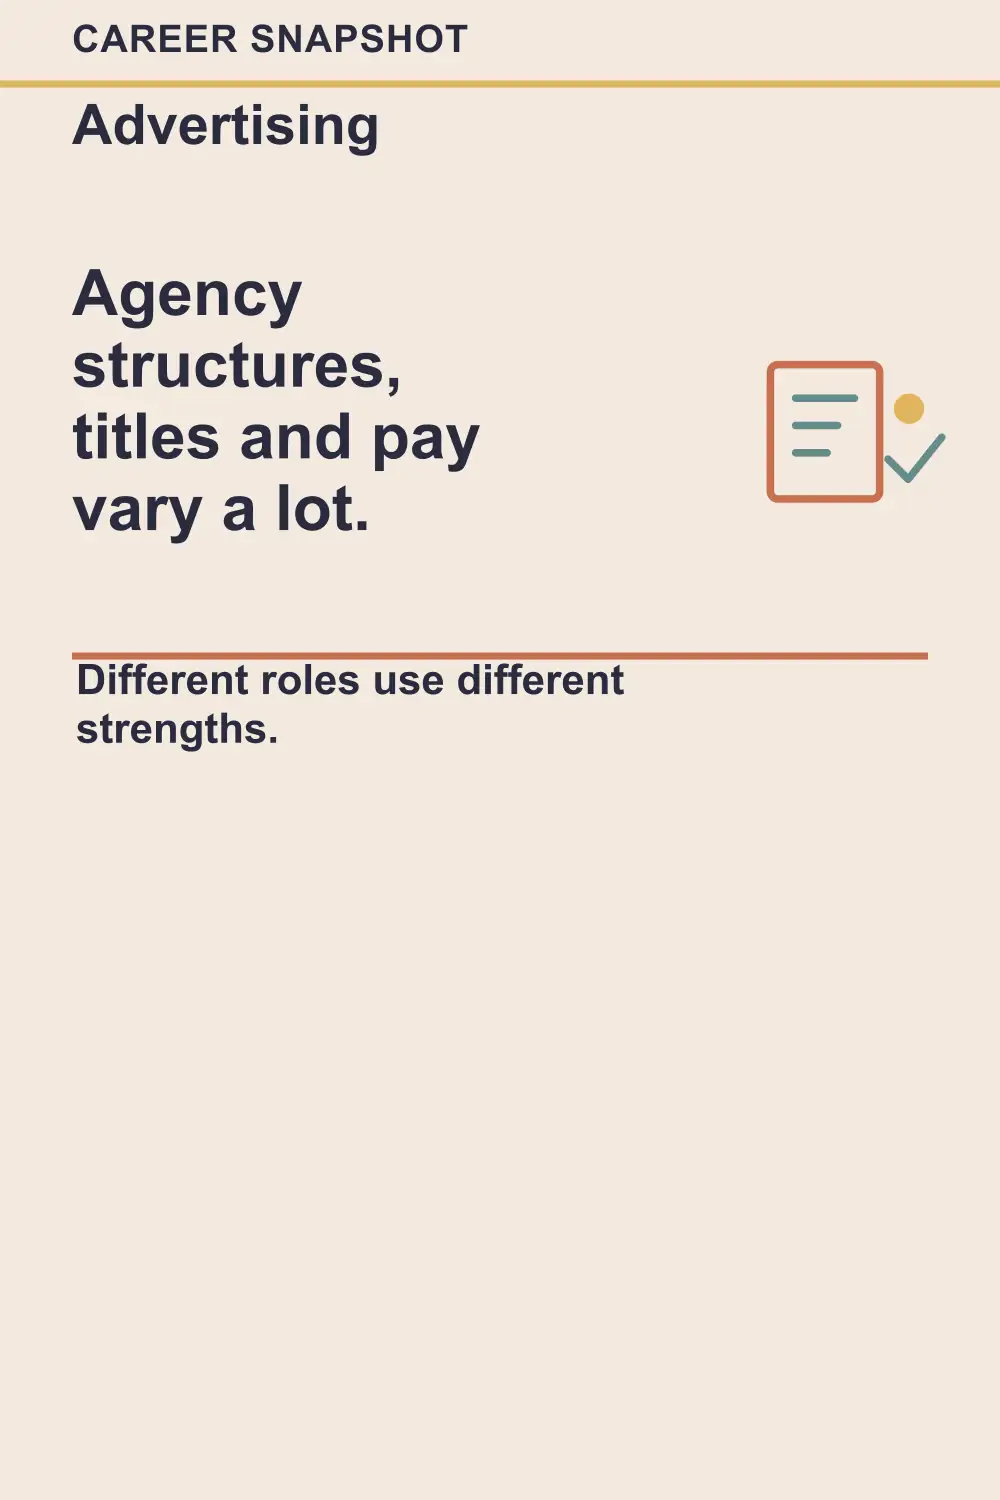 CAREER SNAPSHOT
Advertising
Agency
structures,
titles and pay
vary a lot.
Different roles use different
strengths.